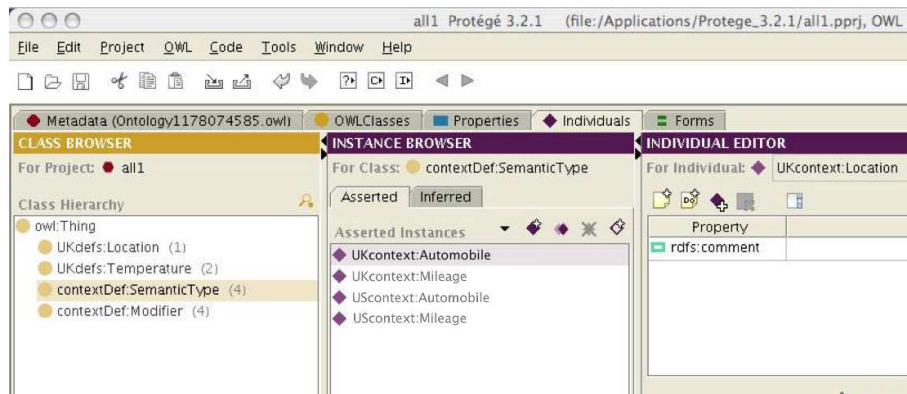 all1 Protégé 3.2.1 (file:/Applications/Protege_3.2.1/all1.pprj, OWL
File Edit Project OWL Code Tools Window Help
Metadata (Ontology1178074585.owl) OWLClasses Properties Individuals Forms
CLASS BROWSER
For Project: all1
Class Hierarchy
owl:Thing
UKdefs:Location (1)
UKdefs:Temperature (2)
contextDef:SemanticType (4)
contextDef:Modifier (4)
INSTANCE BROWSER
For Class: contextDef:SemanticType
Asserted Inferred
Asserted Instances
UKcontext:Automobile
UKcontext:Mileage
UScontext:Automobile
UScontext:Mileage
INDIVIDUAL EDITOR
For Individual: UKcontext:Location
Property
rdfs:comment